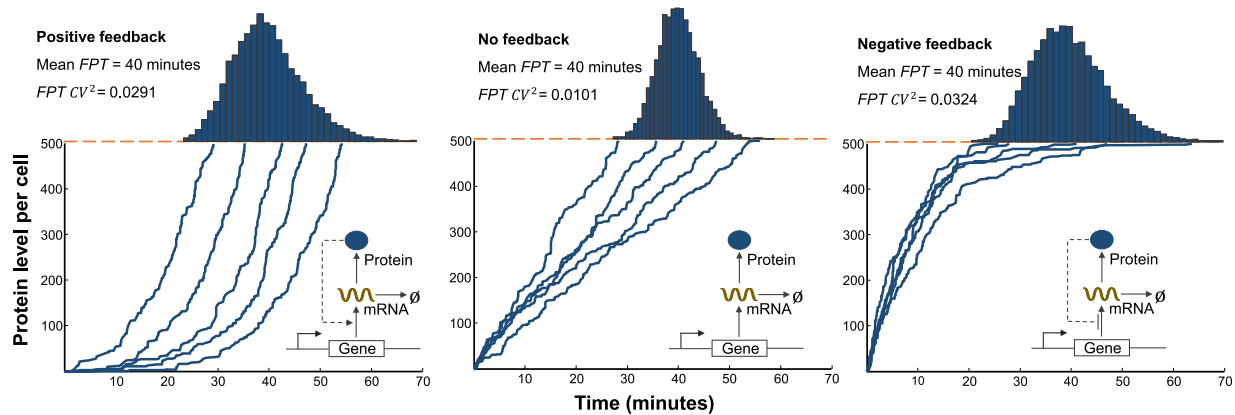 Positive feedback
Mean FPT = 40 minutes
FPT CV² = 0.0291
No feedback
Mean FPT = 40 minutes
FPT CV² = 0.0101
Negative feedback
Mean FPT = 40 minutes
FPT CV² = 0.0324
Protein level per cell
500
400
300
200
100
Protein
mRNA
Ø
Gene
10 20 30 40 50 60 70
500
400
300
200
100
Protein
mRNA
Ø
Gene
0 10 20 30 40 50 60 70
500
400
300
200
100
Protein
mRNA
Ø
Gene
0 10 20 30 40 50 60 70
Time (minutes)